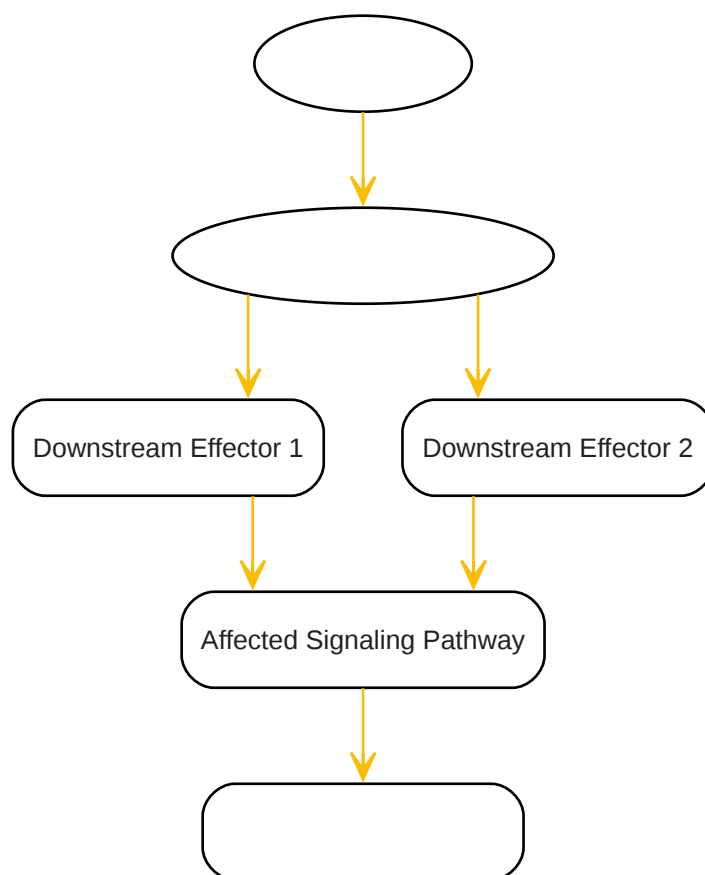 Downstream Effector 1
Downstream Effector 2
Affected Signaling Pathway